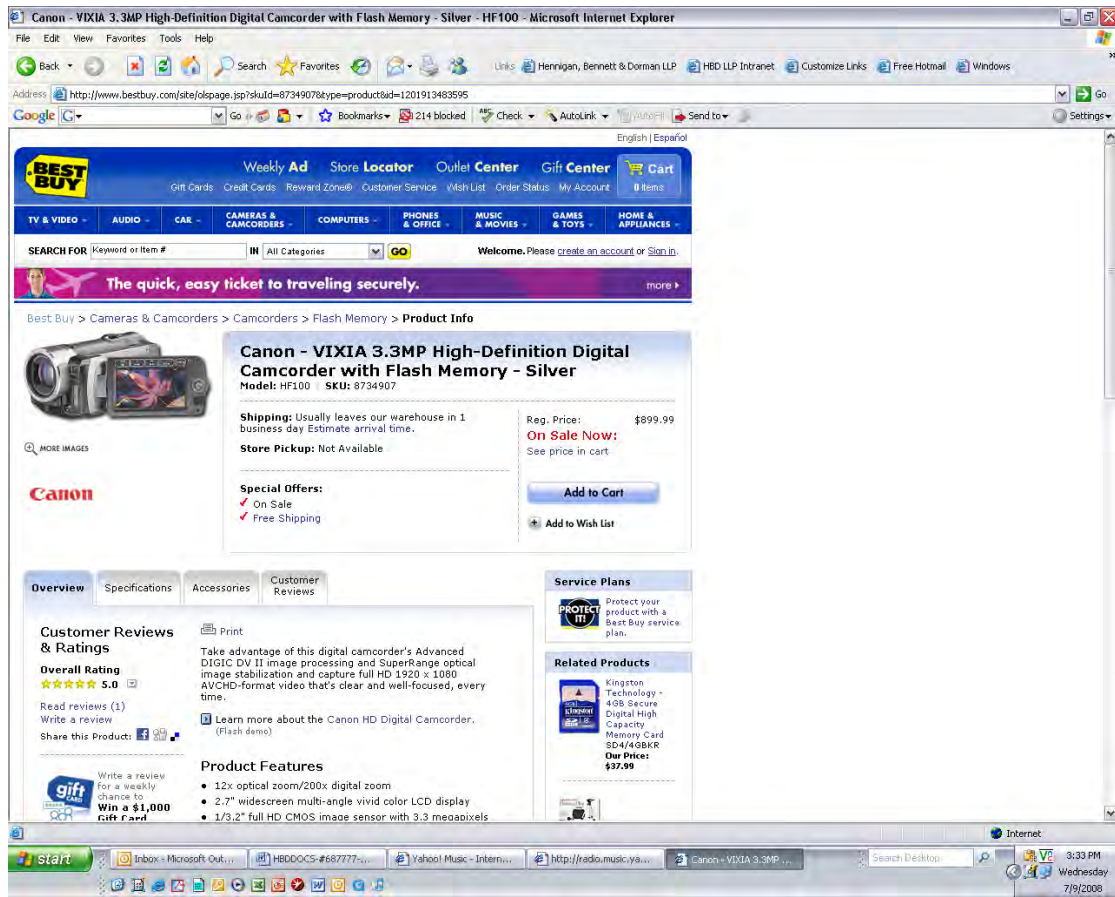 Canon - VIXIA 3.3MP High-Definition Digital Camcorder with Flash Memory - Silver - HF100 - Microsoft Internet Explorer
File Edit View Favorites Tools Help
Back Search Favorites Links Hennigan, Bennett & Dorman LLP HBD LLP Intranet Customize Links Free Hotmail Windows
Address http://www.bestbuy.com/site/olspage.jsp?skuId=8734907&type=product&id=1201913483595 Go
Google G Go Bookmarks 214 blocked Check AutoLink AutoFill Send to Settings
English | Español
BEST BUY
Weekly Ad Store Locator Outlet Center Gift Center Cart
Gift Cards Credit Cards Reward Zone® Customer Service Wish List Order Status My Account 0 Items
TV & VIDEO AUDIO CAR CAMERAS & CAMCORDERS COMPUTERS PHONES & OFFICE MUSIC & MOVIES GAMES & TOYS HOME & APPLIANCES
SEARCH FOR Keyword or Item # IN All Categories GO Welcome. Please create an account or Sign in.
The quick, easy ticket to traveling securely. more
Best Buy > Cameras & Camcorders > Camcorders > Flash Memory > Product Info
Canon - VIXIA 3.3MP High-Definition Digital
Camcorder with Flash Memory - Silver
Model: HF100 | SKU: 8734907
Shipping: Usually leaves our warehouse in 1
business day Estimate arrival time.
Store Pickup: Not Available
Reg. Price: $899.99
On Sale Now:
See price in cart
MORE IMAGES
Canon
Special Offers:
On Sale
Free Shipping
Add to Cart
Add to Wish List
Overview Specifications Accessories Customer Reviews
Customer Reviews
& Ratings
Overall Rating
5.0
Read reviews (1)
Write a review
Share this Product:
Write a review
for a weekly
chance to
Win a $1,000
Gift Card
gift CARD
Print
Take advantage of this digital camcorder's Advanced
DIGIC DV II image processing and SuperRange optical
image stabilization and capture full HD 1920 x 1080
AVCHD-format video that's clear and well-focused, every
time.
Learn more about the Canon HD Digital Camcorder.
(Flash demo)
Product Features
12x optical zoom/200x digital zoom
2.7" widescreen multi-angle vivid color LCD display
1/3.2" full HD CMOS image sensor with 3.3 megapixels
Service Plans
PROTECT IT!
Protect your
product with a
Best Buy service
plan.
Related Products
Kingston
Kingston
Technology -
4GB Secure
Digital High
Capacity
Memory Card
SD4/4GBKR
Our Price:
$37.99
Internet
start Inbox - Microsoft Out... HBDDOCS-#687777-... Yahoo! Music - Intern... http://radio.music.ya... Canon - VIXIA 3.3MP ... Search Desktop 3:33 PM
Wednesday
7/9/2008